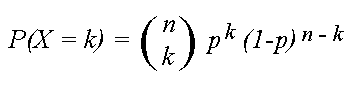 P(X = k) = (n k) p^k (1-p)^n - k